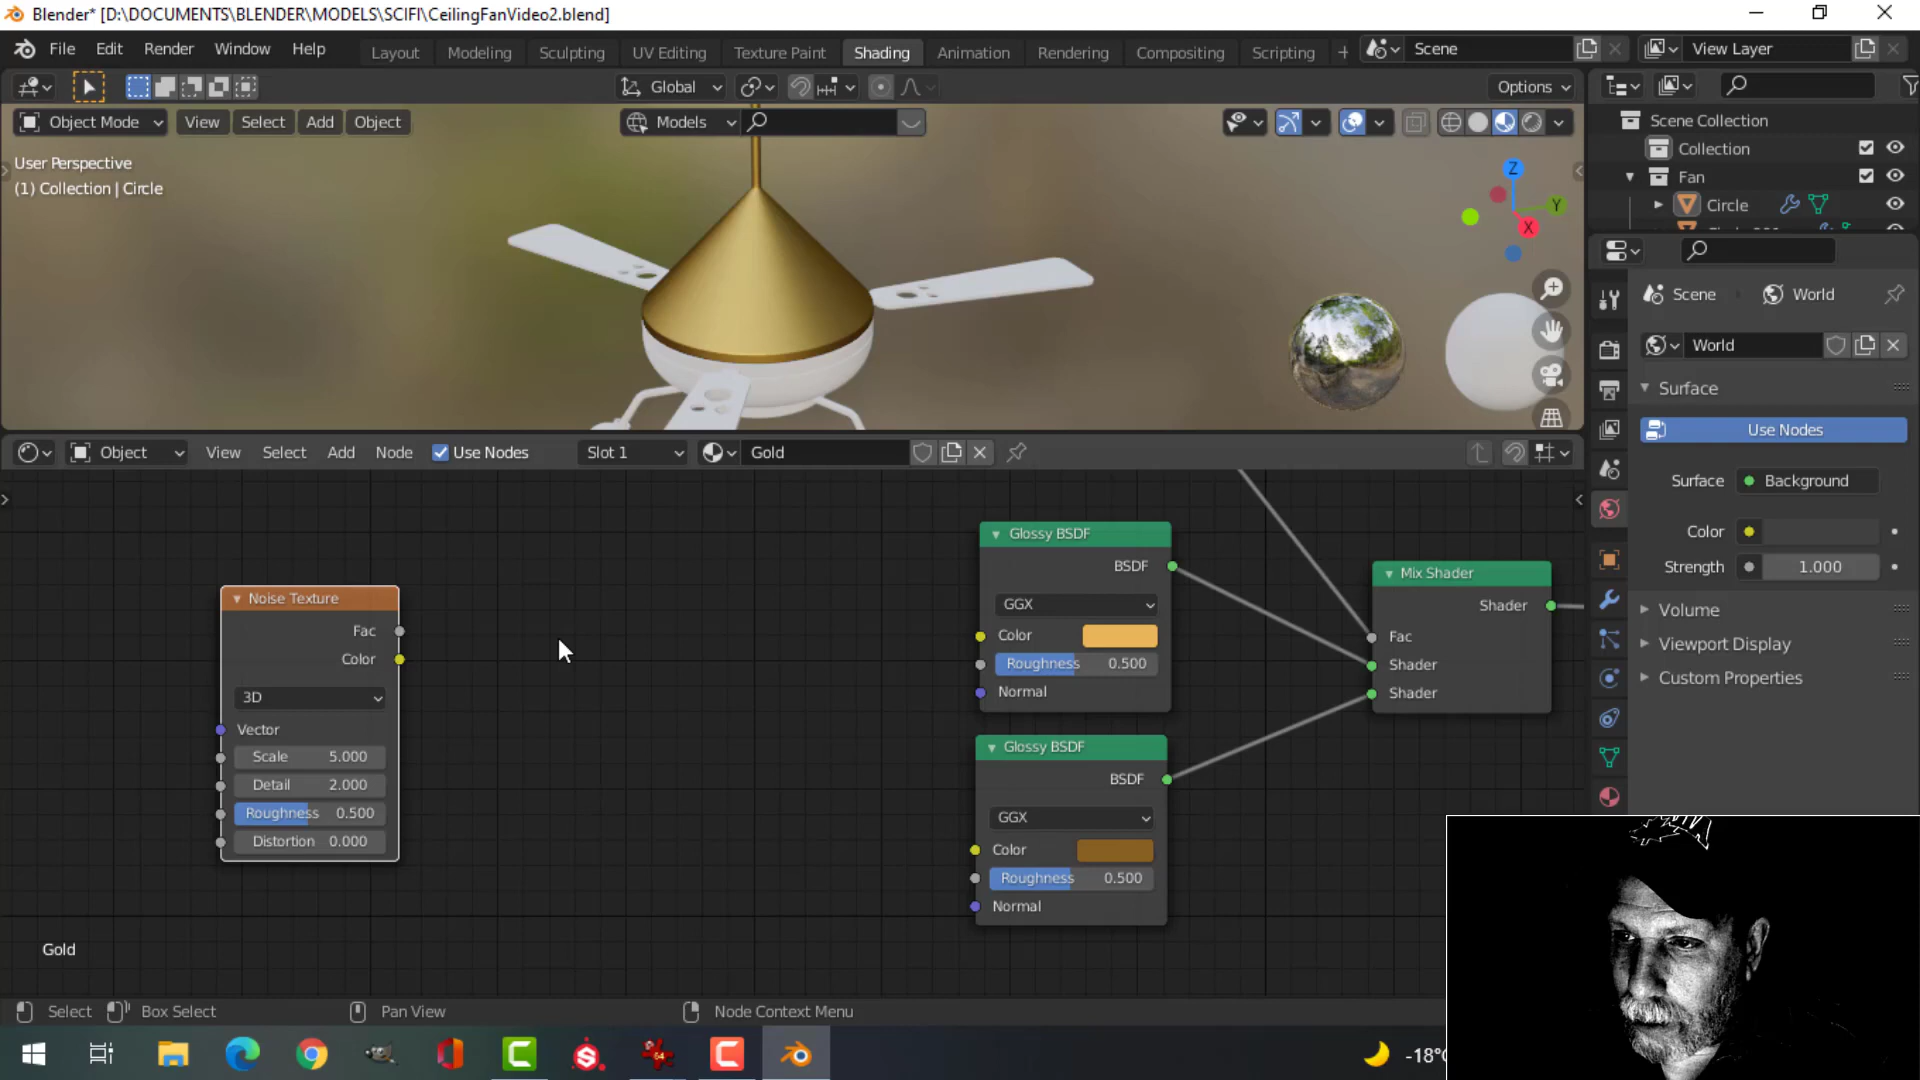 Blender* [D:\DOCUMENTS\BLENDER\MODELS\SCIFI\CeilingFanVideo2.blend]
File Edit Render Window Help Layout Modeling Sculpting UV Editing Texture Paint Shading Animation Rendering Compositing Scripting + Scene View Layer
Global Options
Object Mode View Select Add Object Models
Scene Collection
Collection
Fan
Circle
User Perspective
(1) Collection | Circle
Z
Y
X
Scene World
World
Surface
Use Nodes
Surface Background
Color
Strength 1.000
Volume
Viewport Display
Custom Properties
Object View Select Add Node Use Nodes Slot 1 Gold
Noise Texture
Fac
Color
3D
Vector
Scale 5.000
Detail 2.000
Roughness 0.500
Distortion 0.000
Glossy BSDF
BSDF
GGX
Color
Roughness 0.500
Normal
Glossy BSDF
BSDF
GGX
Color
Roughness 0.500
Normal
Mix Shader
Shader
Fac
Shader
Shader
Gold
Select Box Select Pan View Node Context Menu
-18°